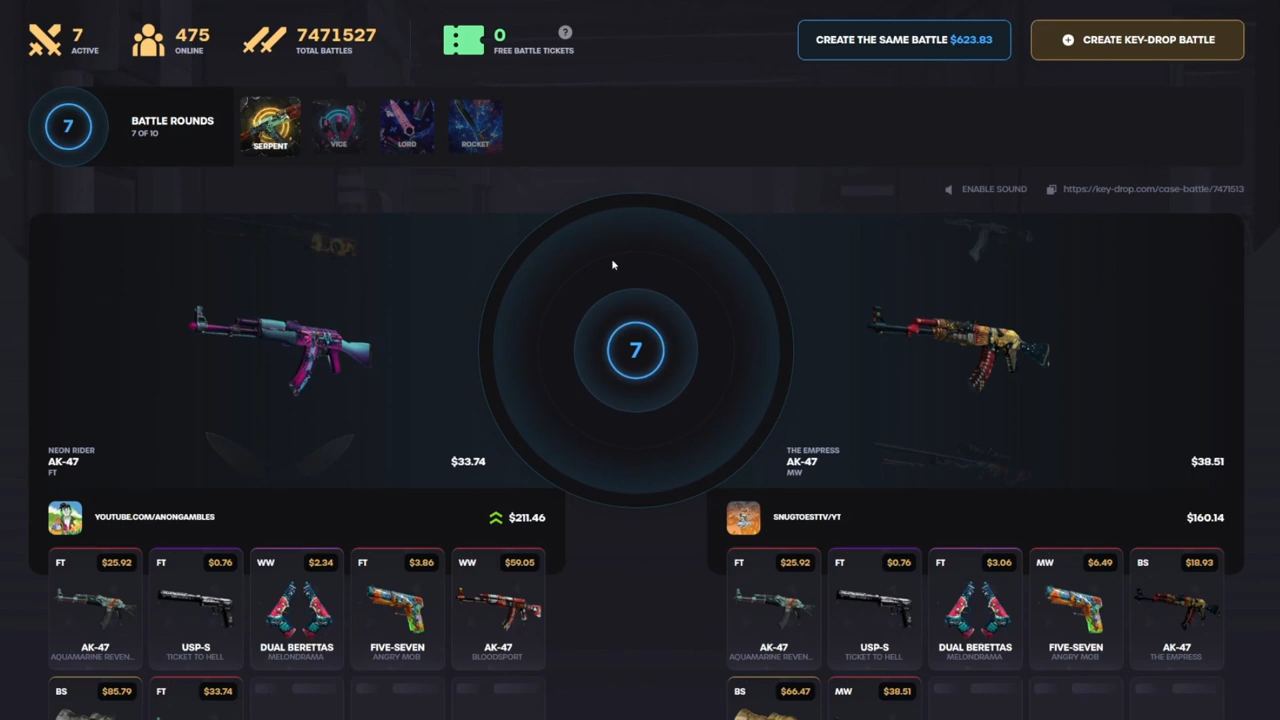 7
ACTIVE
475
ONLINE
7471527
TOTAL BATTLES
0
FREE BATTLE TICKETS
?
CREATE THE SAME BATTLE $623.83
CREATE KEY-DROP BATTLE
7
BATTLE ROUNDS
7 OF 10
SERPENT
VICE
LORD
ROCKET
ENABLE SOUND
https://key-drop.com/case-battle/7471513
7
NEON RIDER
AK-47
FT
$33.74
THE EMPRESS
AK-47
MW
$38.51
YOUTUBE.COM/ANONGAMBLES
$211.46
SNUGTOESTTV/YT
$160.14
FT $25.92
AK-47
AQUAMARINE REVEN...
FT $0.76
USP-S
TICKET TO HELL
WW $2.34
DUAL BERETTAS
MELONDRAMA
FT $3.86
FIVE-SEVEN
ANGRY MOB
WW $59.05
AK-47
BLOODSPORT
FT $25.92
AK-47
AQUAMARINE REVEN...
FT $0.76
USP-S
TICKET TO HELL
FT $3.06
DUAL BERETTAS
MELONDRAMA
MW $6.49
FIVE-SEVEN
ANGRY MOB
BS $18.93
AK-47
THE EMPRESS
BS $85.79
FT $33.74
BS $66.47
MW $38.51